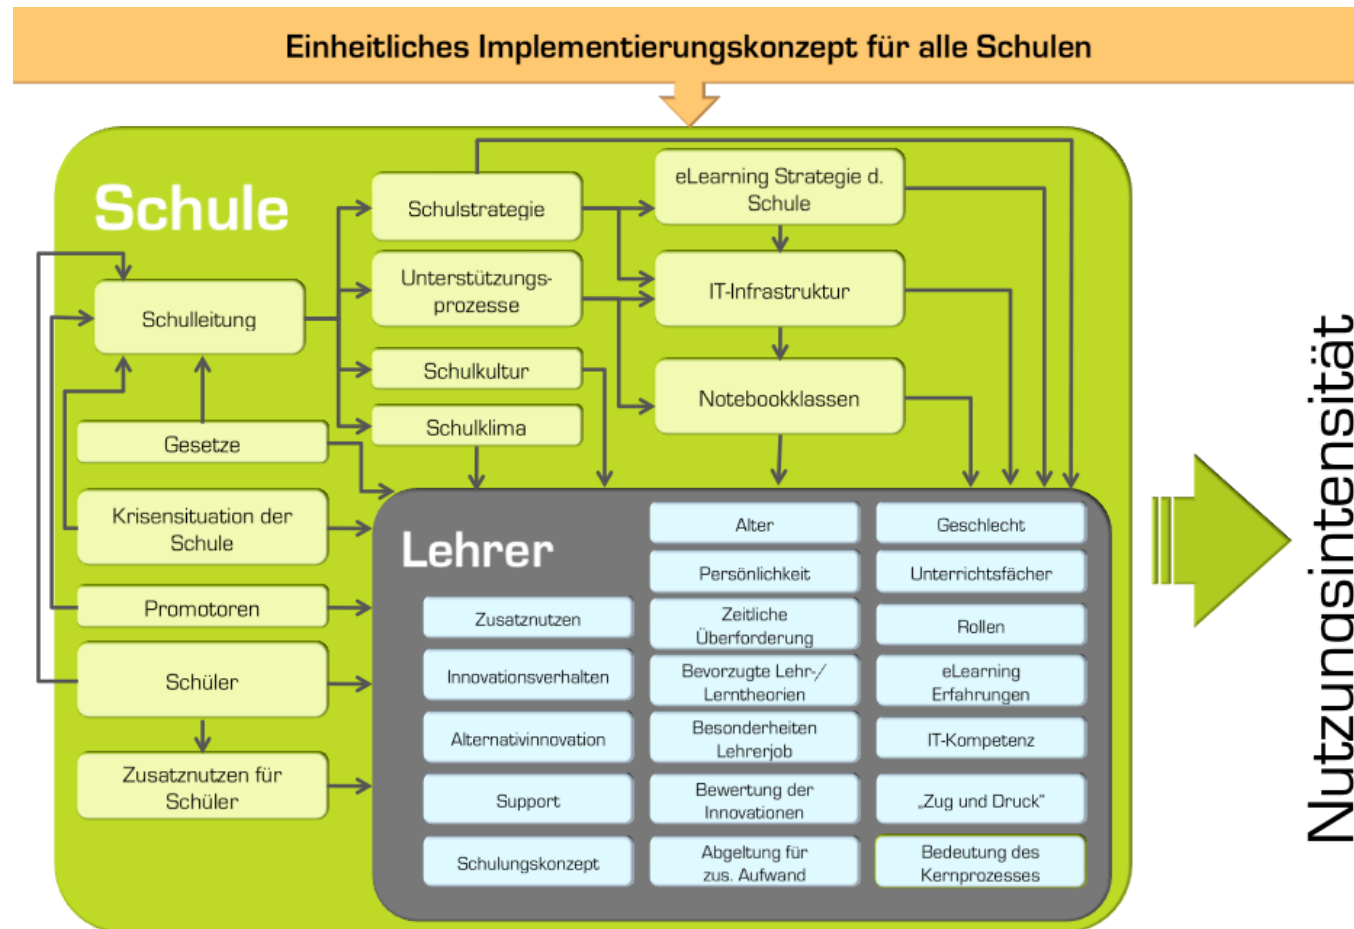 Einheitliches Implementierungskonzept für alle Schulen
Schule
Schulstrategie
eLearning Strategie d.
Schule
Unterstützungs-
prozesse
IT-Infrastruktur
Schulleitung
Schulkultur
Notebookklassen
Schulklima
Gesetze
Krisensituation der
Schule
Promotoren
Schüler
Zusatznutzen für
Schüler
Lehrer
Zusatznutzen
Innovationsverhalten
Alternativinnovation
Support
Schulungskonzept
Alter
Persönlichkeit
Zeitliche
Überforderung
Bevorzugte Lehr-/
Lerntheorien
Besonderheiten
Lehrerjob
Bewertung der
Innovationen
Abgeltung für
zus. Aufwand
Geschlecht
Unterrichtsfächer
Rollen
eLearning
Erfahrungen
IT-Kompetenz
„Zug und Druck“
Bedeutung des
Kernprozesses
Nutzungsintensität